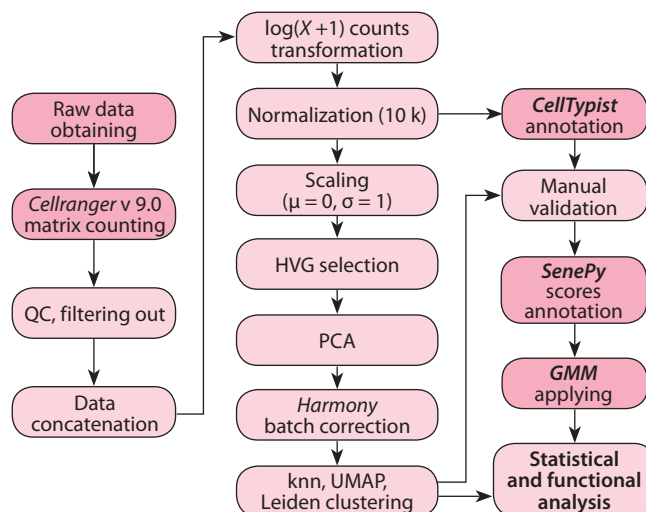 Raw data
obtaining
Cellranger v 9.0
matrix counting
QC, filtering out
Data
concatenation
log(X +1) counts
transformation
Normalization (10 k)
Scaling
(μ = 0, σ = 1)
HVG selection
PCA
Harmony
batch correction
knn, UMAP,
Leiden clustering
CellTypist
annotation
Manual
validation
SenePy
scores
annotation
GMM
applying
Statistical
and functional
analysis